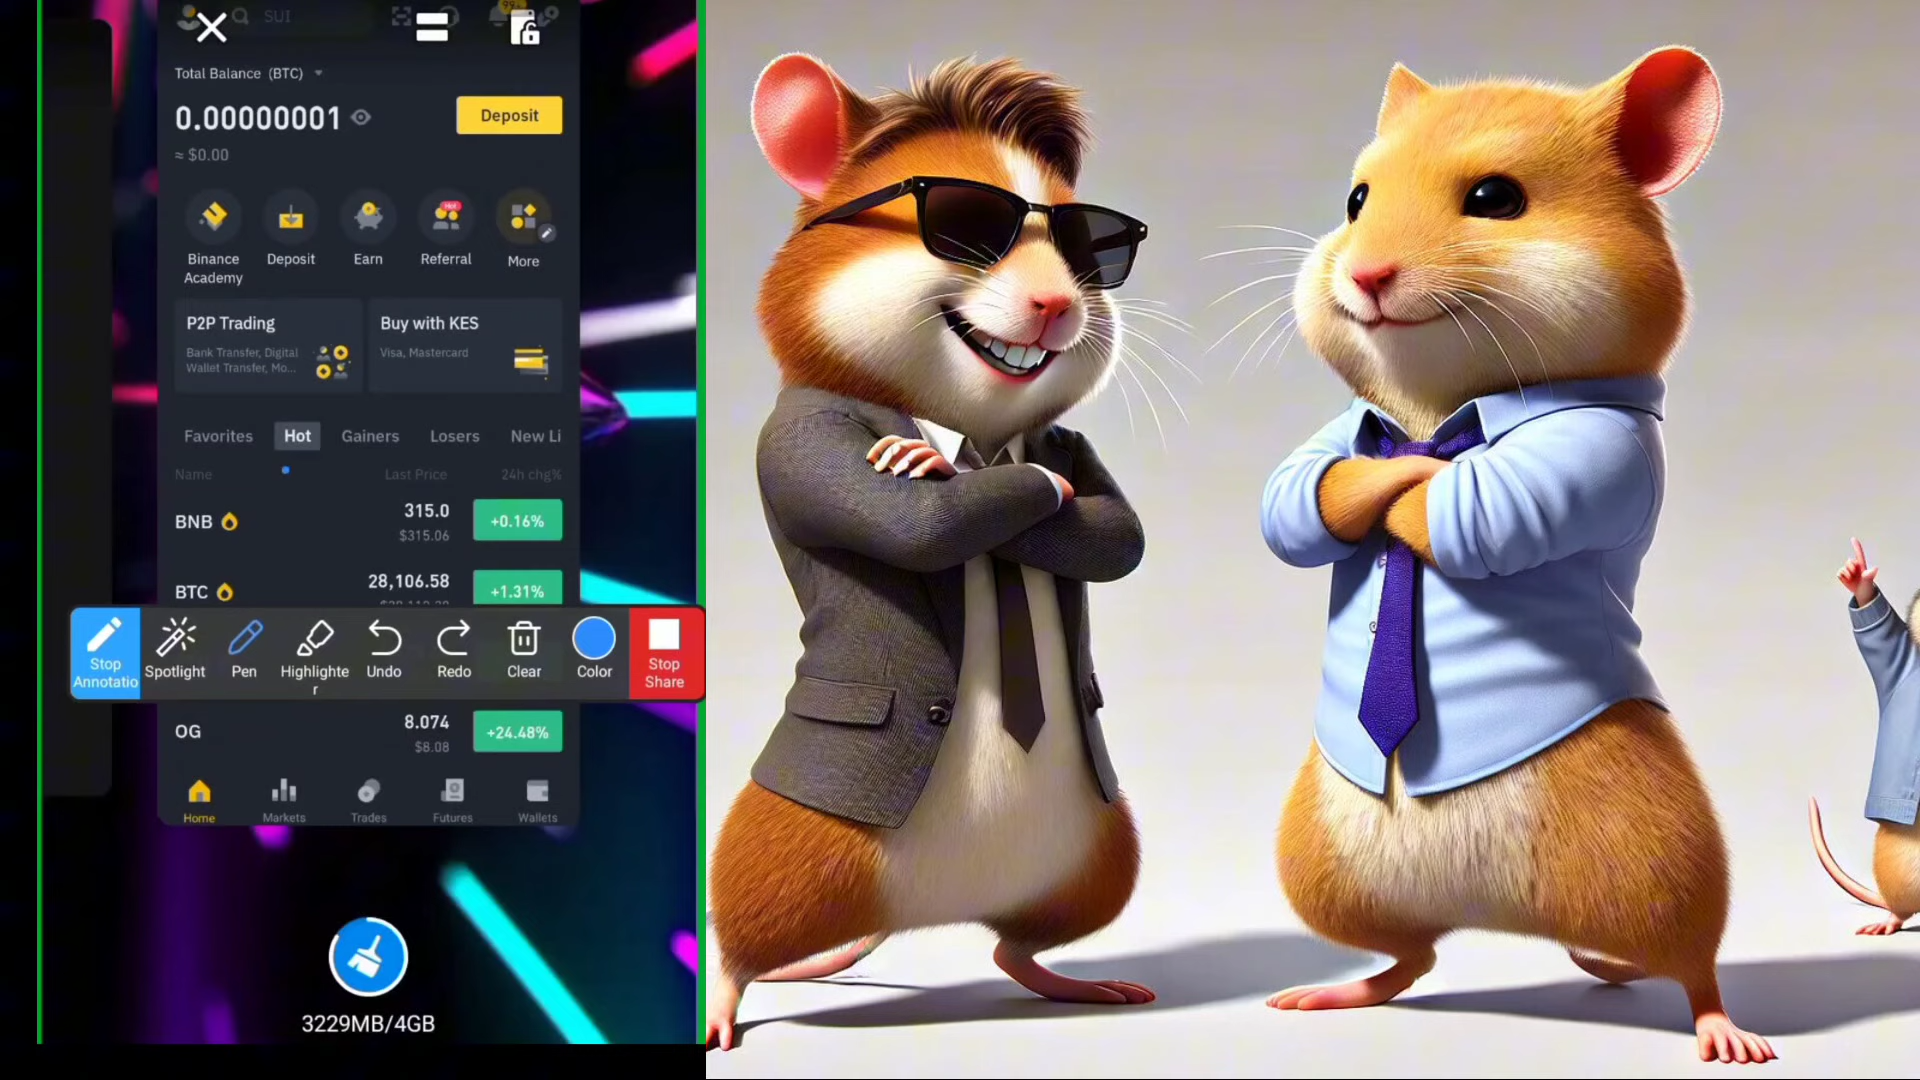 99+
SUI
Total Balance (BTC)
0.00000001
Deposit
≈ $0.00
Binance
Academy
Deposit
Earn
Hot
Referral
More
P2P Trading
Bank Transfer, Digital
Wallet Transfer, Mo...
Buy with KES
Visa, Mastercard
Favorites Hot Gainers Losers New Li
Name Last Price 24h chg%
BNB 315.0 +0.16%
$315.06
BTC 28,106.58 +1.31%
Stop
Annotatio
Spotlight
Pen
Highlighte
r
Undo
Redo
Clear
Color
Stop
Share
OG 8.074 +24.48%
$8.08
Home Markets Trades Futures Wallets
3229MB/4GB